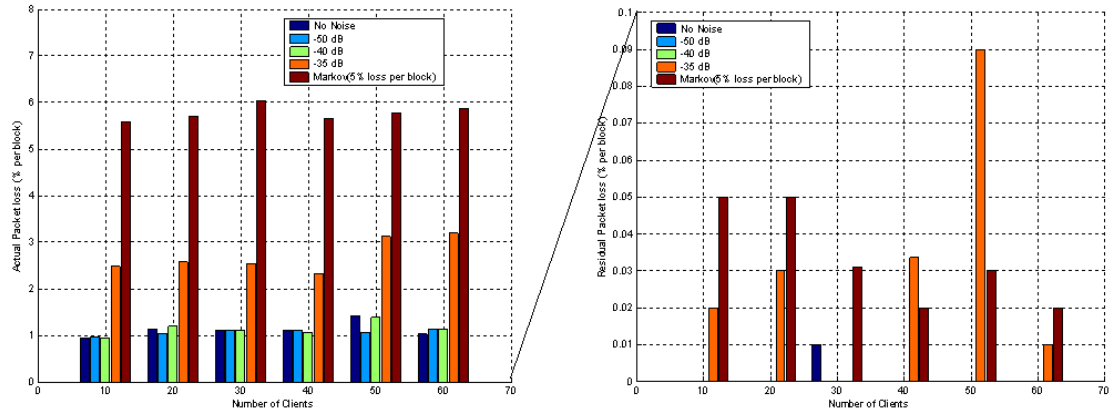 8
7
6
5
4
3
2
1
0
Actual Packet loss (% per block)
No Noise
-50 dB
-40 dB
-35 dB
Markov(5% loss per block)
0 10 20 30 40 50 60 70
Number of Clients
0.1
0.09
0.08
0.07
0.06
0.05
0.04
0.03
0.02
0.01
0
Residual Packet loss (% per block)
No Noise
-50 dB
-40 dB
-35 dB
Markov(5% loss per block)
0 10 20 30 40 50 60 70
Number of Clients